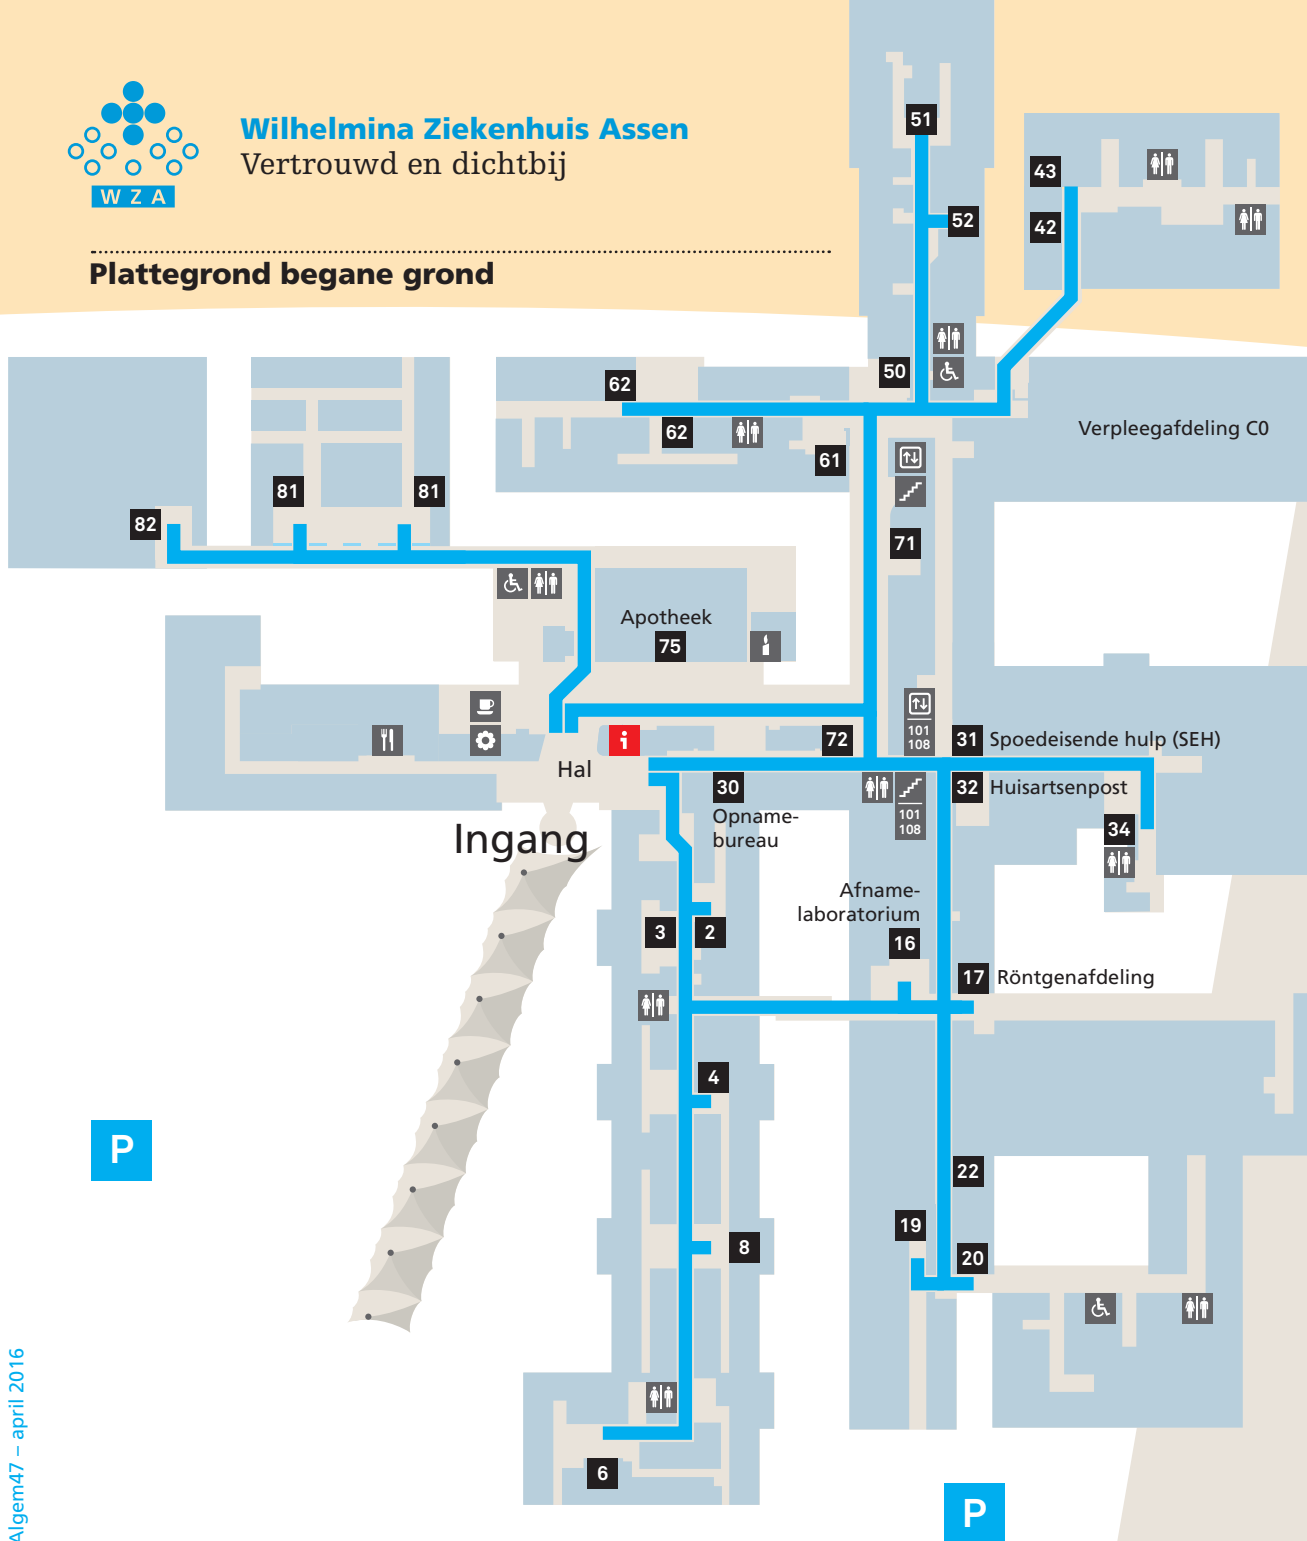 Wilhelmina Ziekenhuis Assen
Vertrouwd en dichtbij
W Z A
Plattegrond begane grond
51
52
43
42
50
62
62
61
Verpleegafdeling C0
81
81
82
71
Apotheek
75
101
108
72
31 Spoedeisende hulp (SEH)
Hal
30
Opname-
bureau
32 Huisartsenpost
101
108
34
Ingang
Afname-
laboratorium
3
2
16
17 Röntgenafdeling
4
P
22
19
8
20
6
P
Algem47 – april 2016